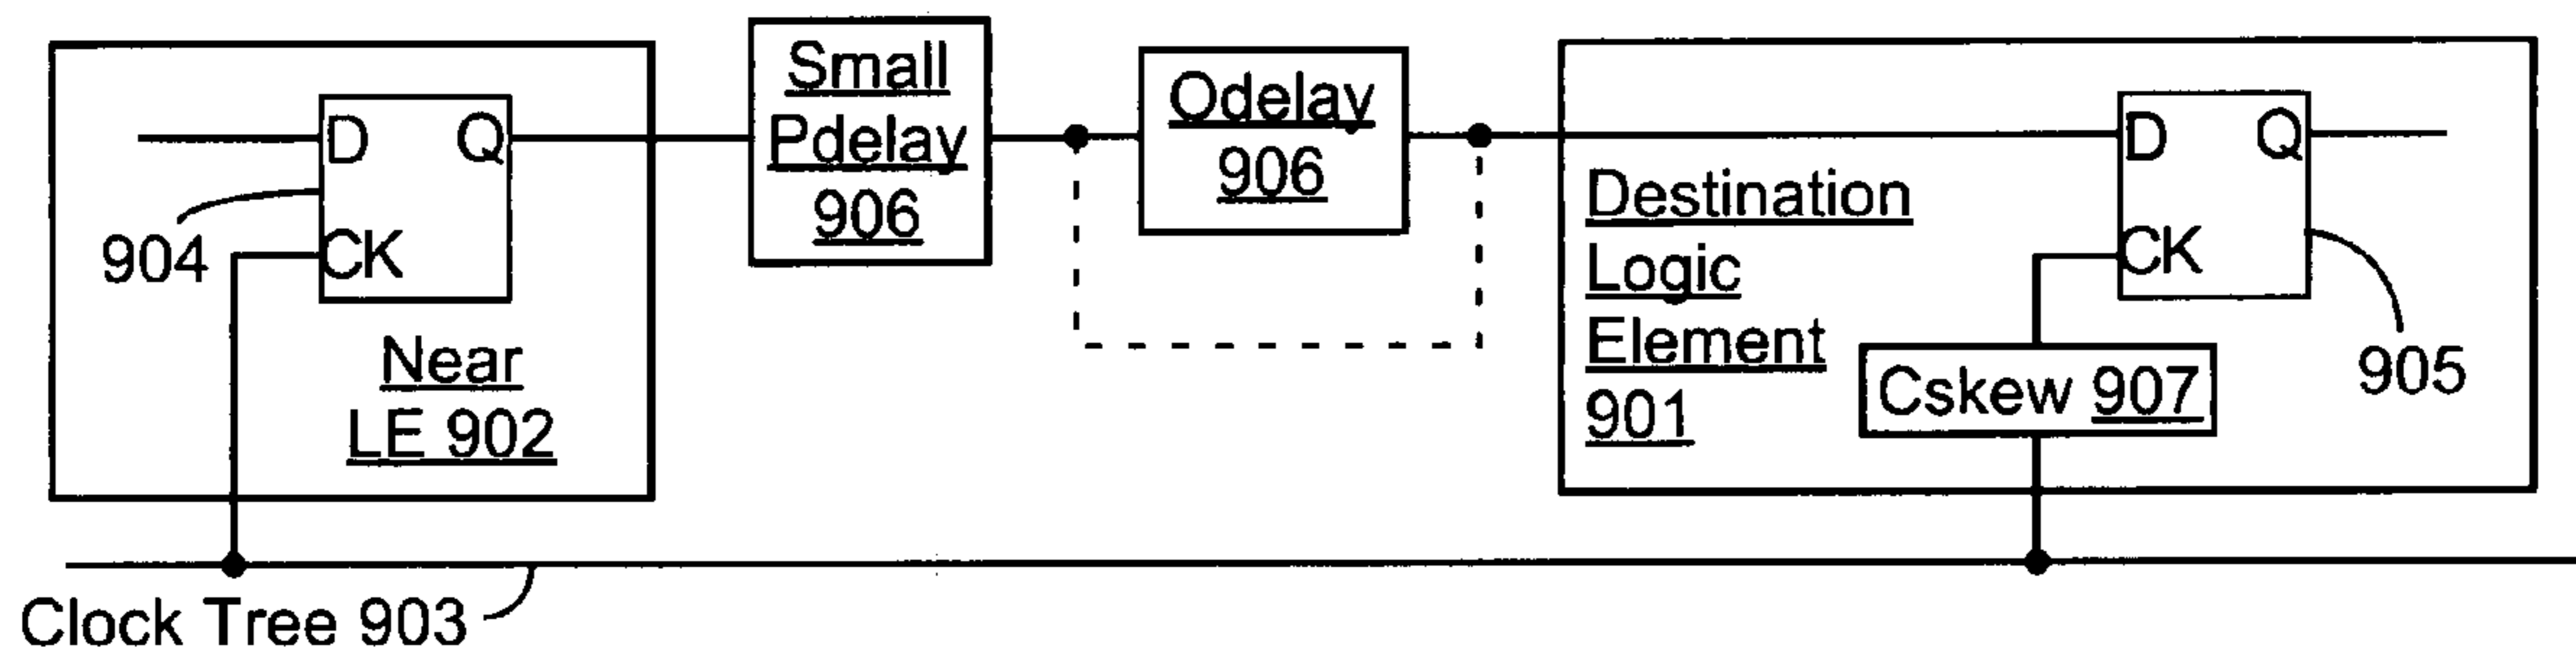 D Q
CK
904
Near
LE 902
Small
Pdelay
906
Odelay
906
Destination
Logic
Element
901
D Q
CK
Cskew 907
905
Clock Tree 903